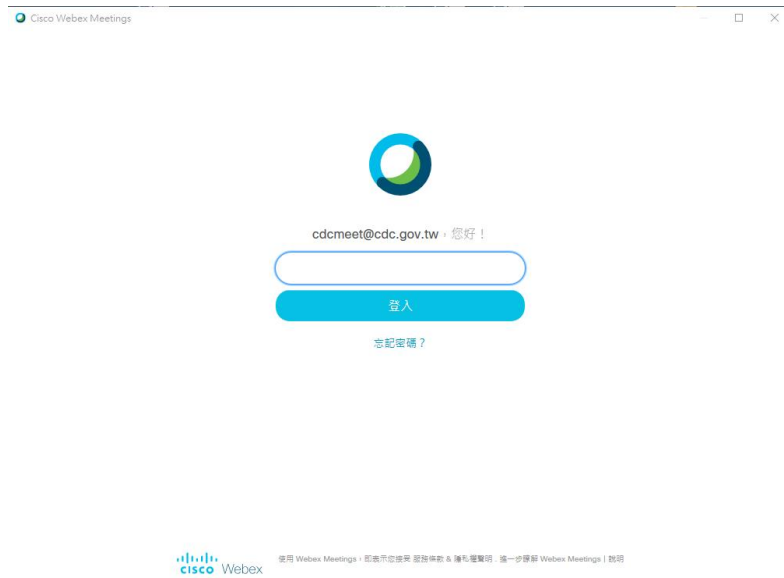 Cisco Webex Meetings
cdcmeet@cdc.gov.tw，您好！
登入
忘記密碼？
cisco Webex
使用 Webex Meetings，即表示您接受 服務條款 & 隱私權聲明 . 進一步瞭解 Webex Meetings | 說明